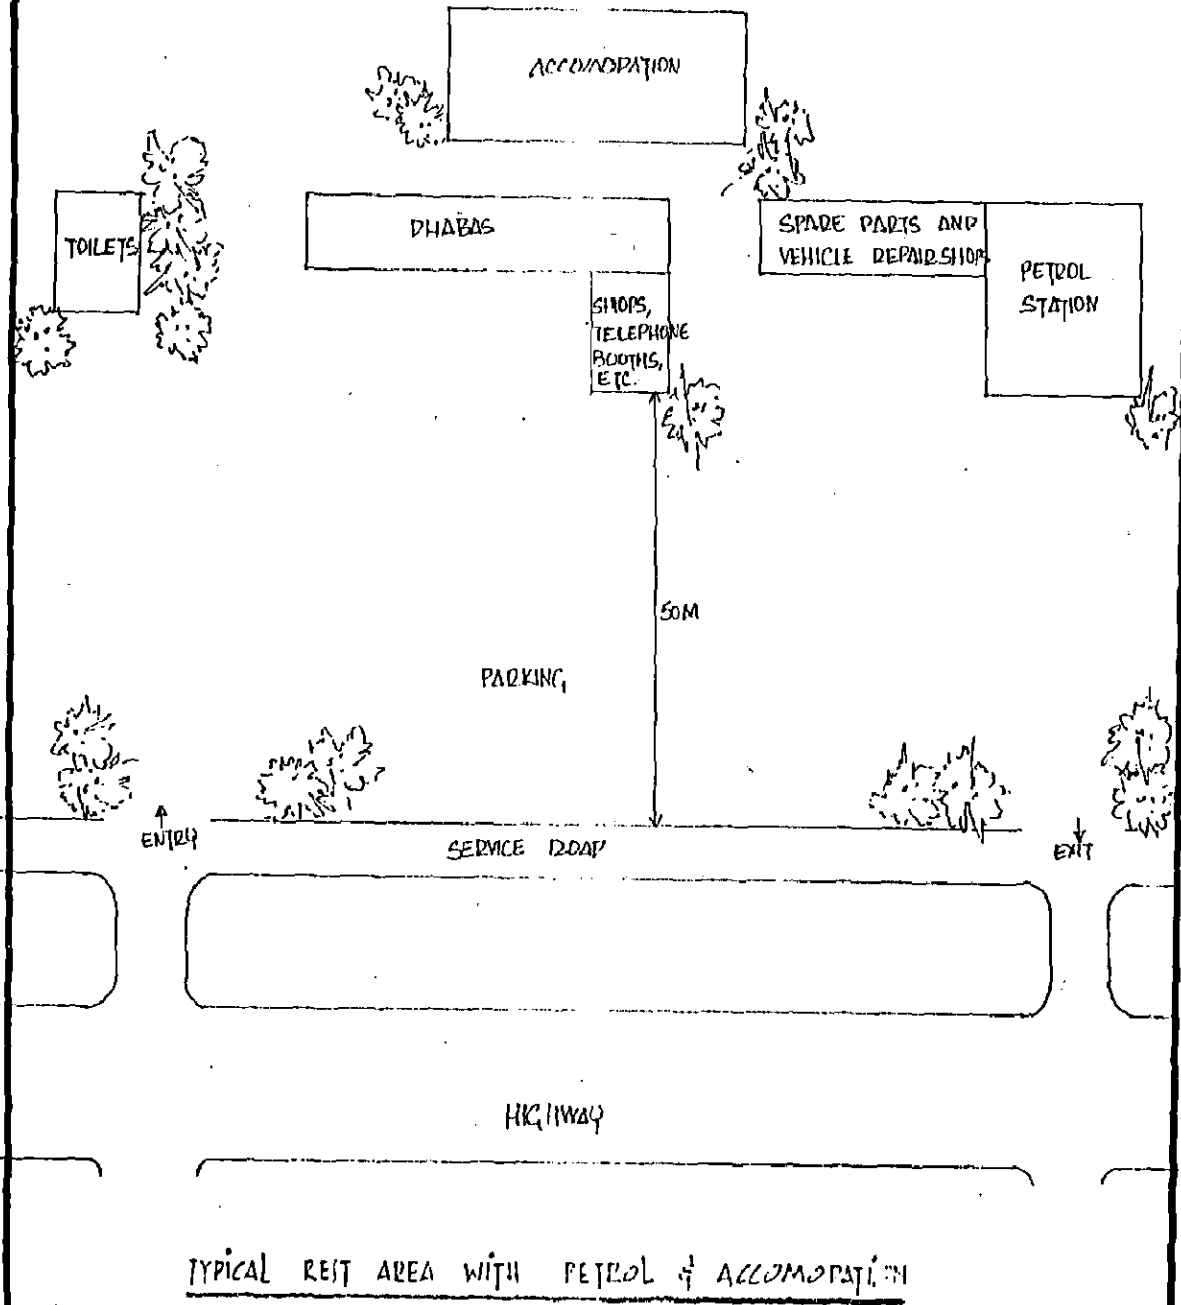 ACCOMODATION
TOILETS
DHABAS
SPARE PARTS AND
VEHICLE REPAIR SHOP
PETROL
STATION
SHOPS,
TELEPHONE
BOOTHS,
ETC.
50M
PARKING
ENTRY
SERVICE ROAD
EXIT
HIGHWAY
TYPICAL REST AREA WITH PETROL & ACCOMODATION